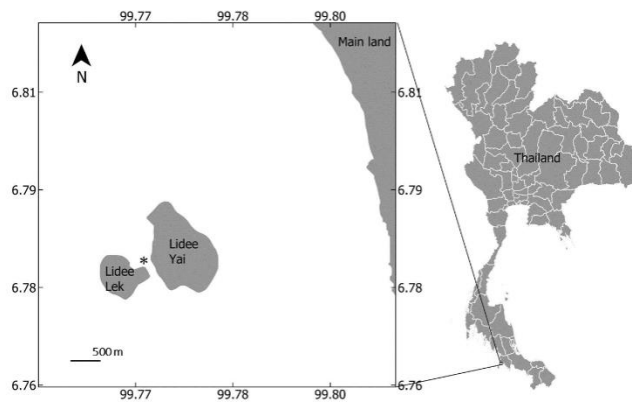 99.77 99.78 99.80
Main land
N
6.81 6.81
Thailand
6.79 6.79
Lidee
Yai
*
Lidee
Lek
6.78 6.78
500 m
6.76 6.76
99.77 99.78 99.80